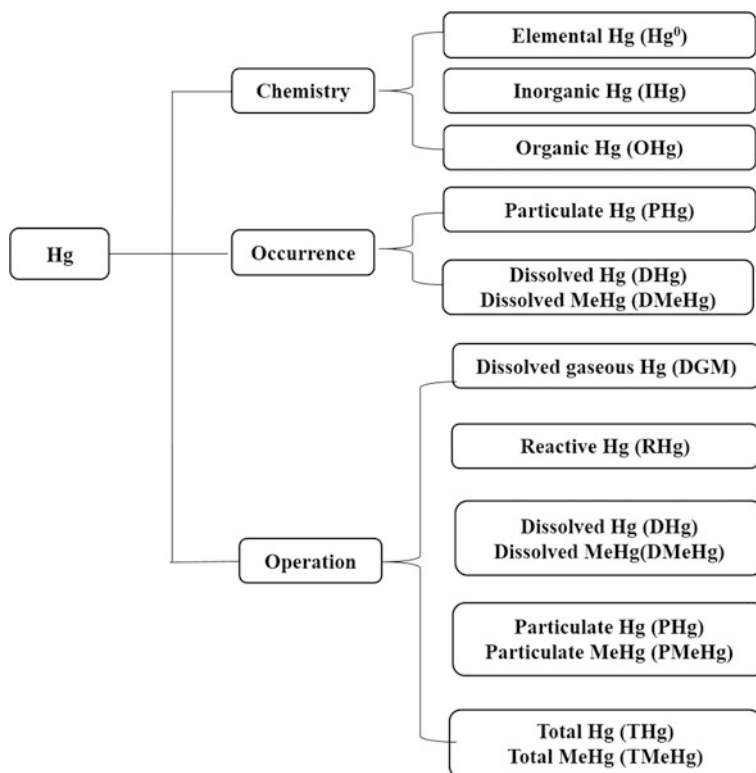 Hg
Chemistry
Elemental Hg (Hg⁰)
Inorganic Hg (IHg)
Organic Hg (OHg)
Occurrence
Particulate Hg (PHg)
Dissolved Hg (DHg)
Dissolved MeHg (DMeHg)
Operation
Dissolved gaseous Hg (DGM)
Reactive Hg (RHg)
Dissolved Hg (DHg)
Dissolved MeHg(DMeHg)
Particulate Hg (PHg)
Particulate MeHg (PMeHg)
Total Hg (THg)
Total MeHg (TMeHg)